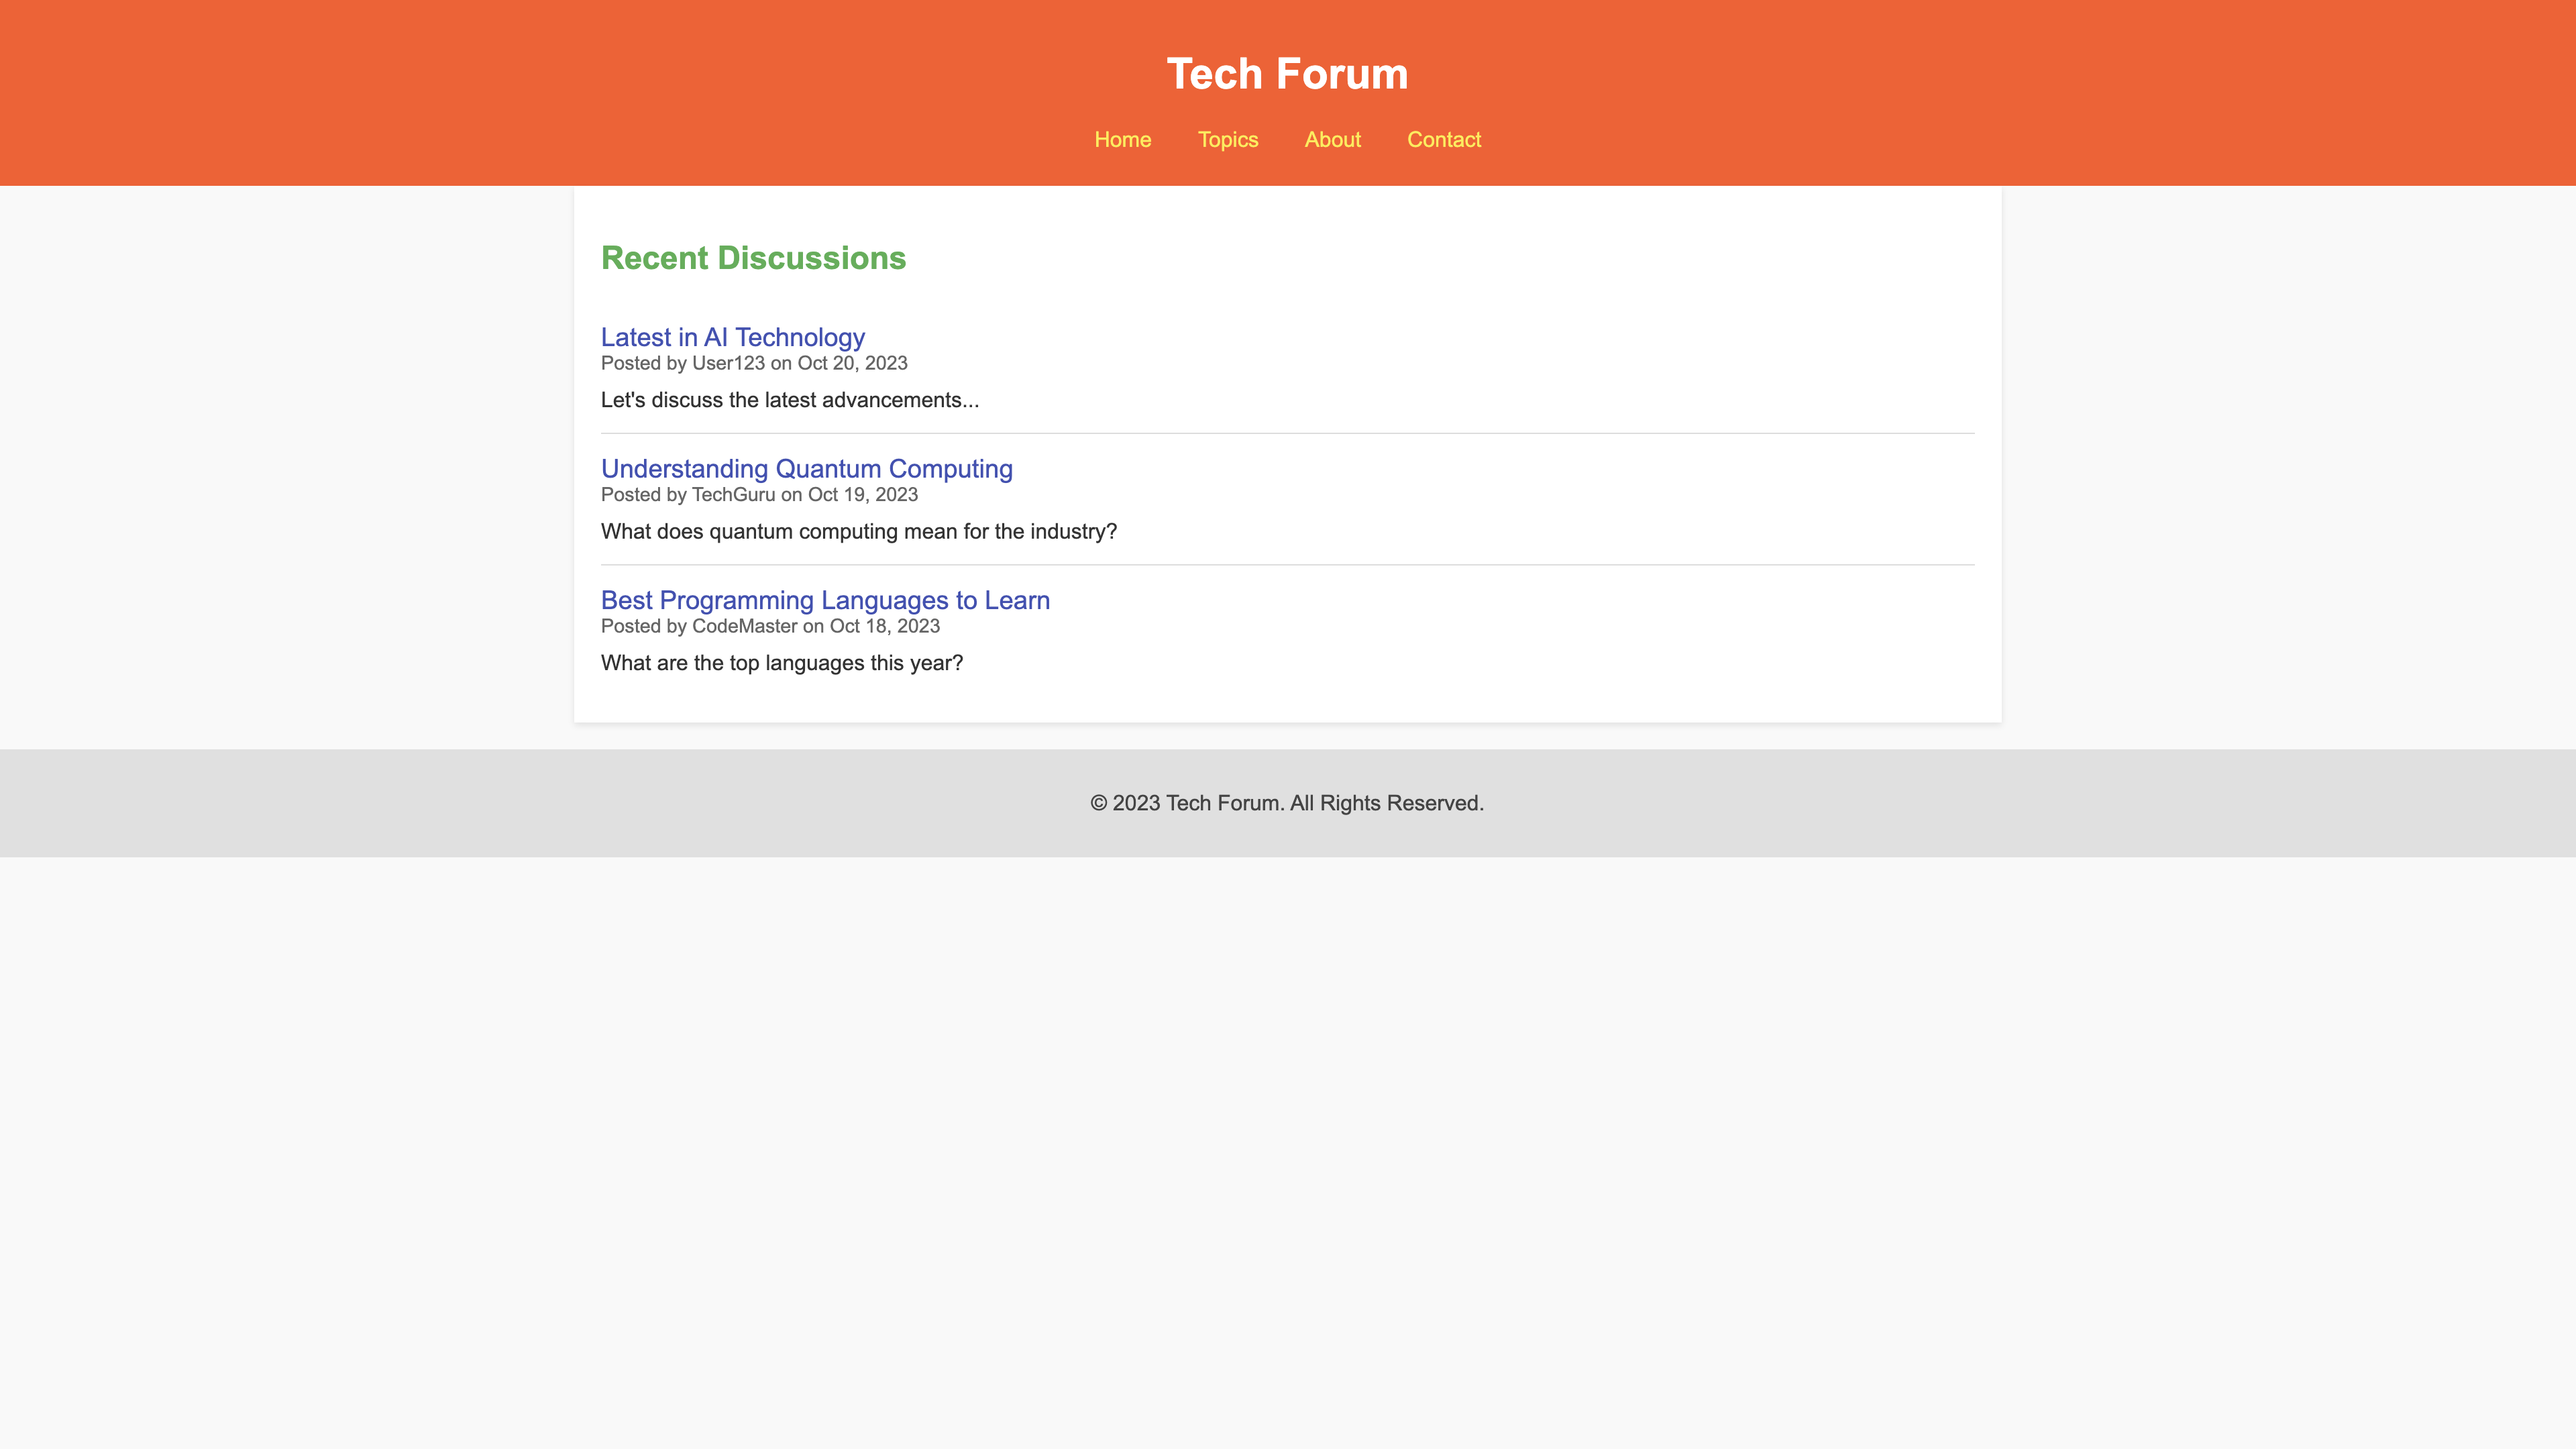 Tech Forum
Home Topics About Contact
Recent Discussions
Latest in AI Technology
Posted by User123 on Oct 20, 2023
Let's discuss the latest advancements...
Understanding Quantum Computing
Posted by TechGuru on Oct 19, 2023
What does quantum computing mean for the industry?
Best Programming Languages to Learn
Posted by CodeMaster on Oct 18, 2023
What are the top languages this year?
© 2023 Tech Forum. All Rights Reserved.